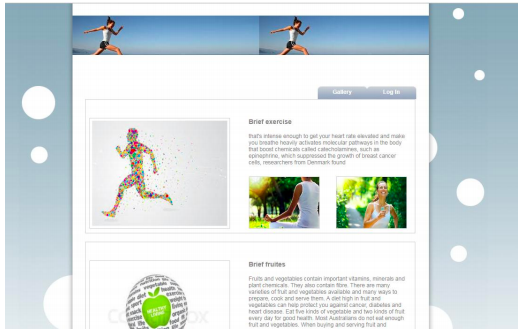 Gallery
Log In
Brief exercise
that's intense enough to get your heart rate elevated and make
you breathe heavily activates molecular pathways in the body
that boost chemicals called catecholamines, such as
epinephrine, which suppressed the growth of breast cancer
cells, researchers from Denmark found
Brief fruites
Fruits and vegetables contain important vitamins, minerals and
plant chemicals. They also contain fibre. There are many
varieties of fruit and vegetables available and many ways to
prepare, cook and serve them. A diet high in fruit and
vegetables can help protect you against cancer, diabetes and
heart disease. Eat five kinds of vegetable and two kinds of fruit
every day for good health. Most Australians do not eat enough
fruit and vegetables. When buying and serving fruit and
HEALTHY
LIVING